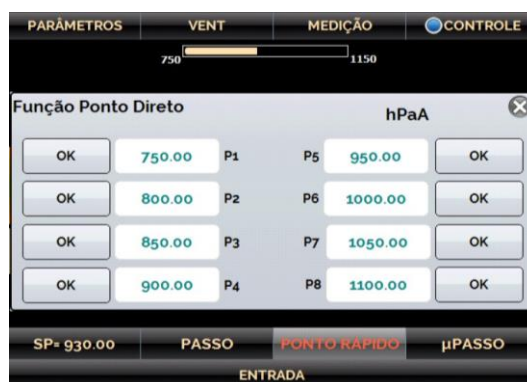 PARÂMETROS VENT MEDIÇÃO CONTROLE
750 1150
Função Ponto Direto hPaA
OK 750.00 P1 P5 950.00 OK
OK 800.00 P2 P6 1000.00 OK
OK 850.00 P3 P7 1050.00 OK
OK 900.00 P4 P8 1100.00 OK
SP= 930.00 PASSO PONTO RÁPIDO µPASSO
ENTRADA